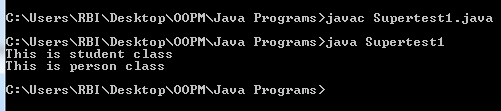 C:\Users\RBI\Desktop\OOPM\Java Programs>javac Supertest1.java
C:\Users\RBI\Desktop\OOPM\Java Programs>java Supertest1
This is student class
This is person class
C:\Users\RBI\Desktop\OOPM\Java Programs>